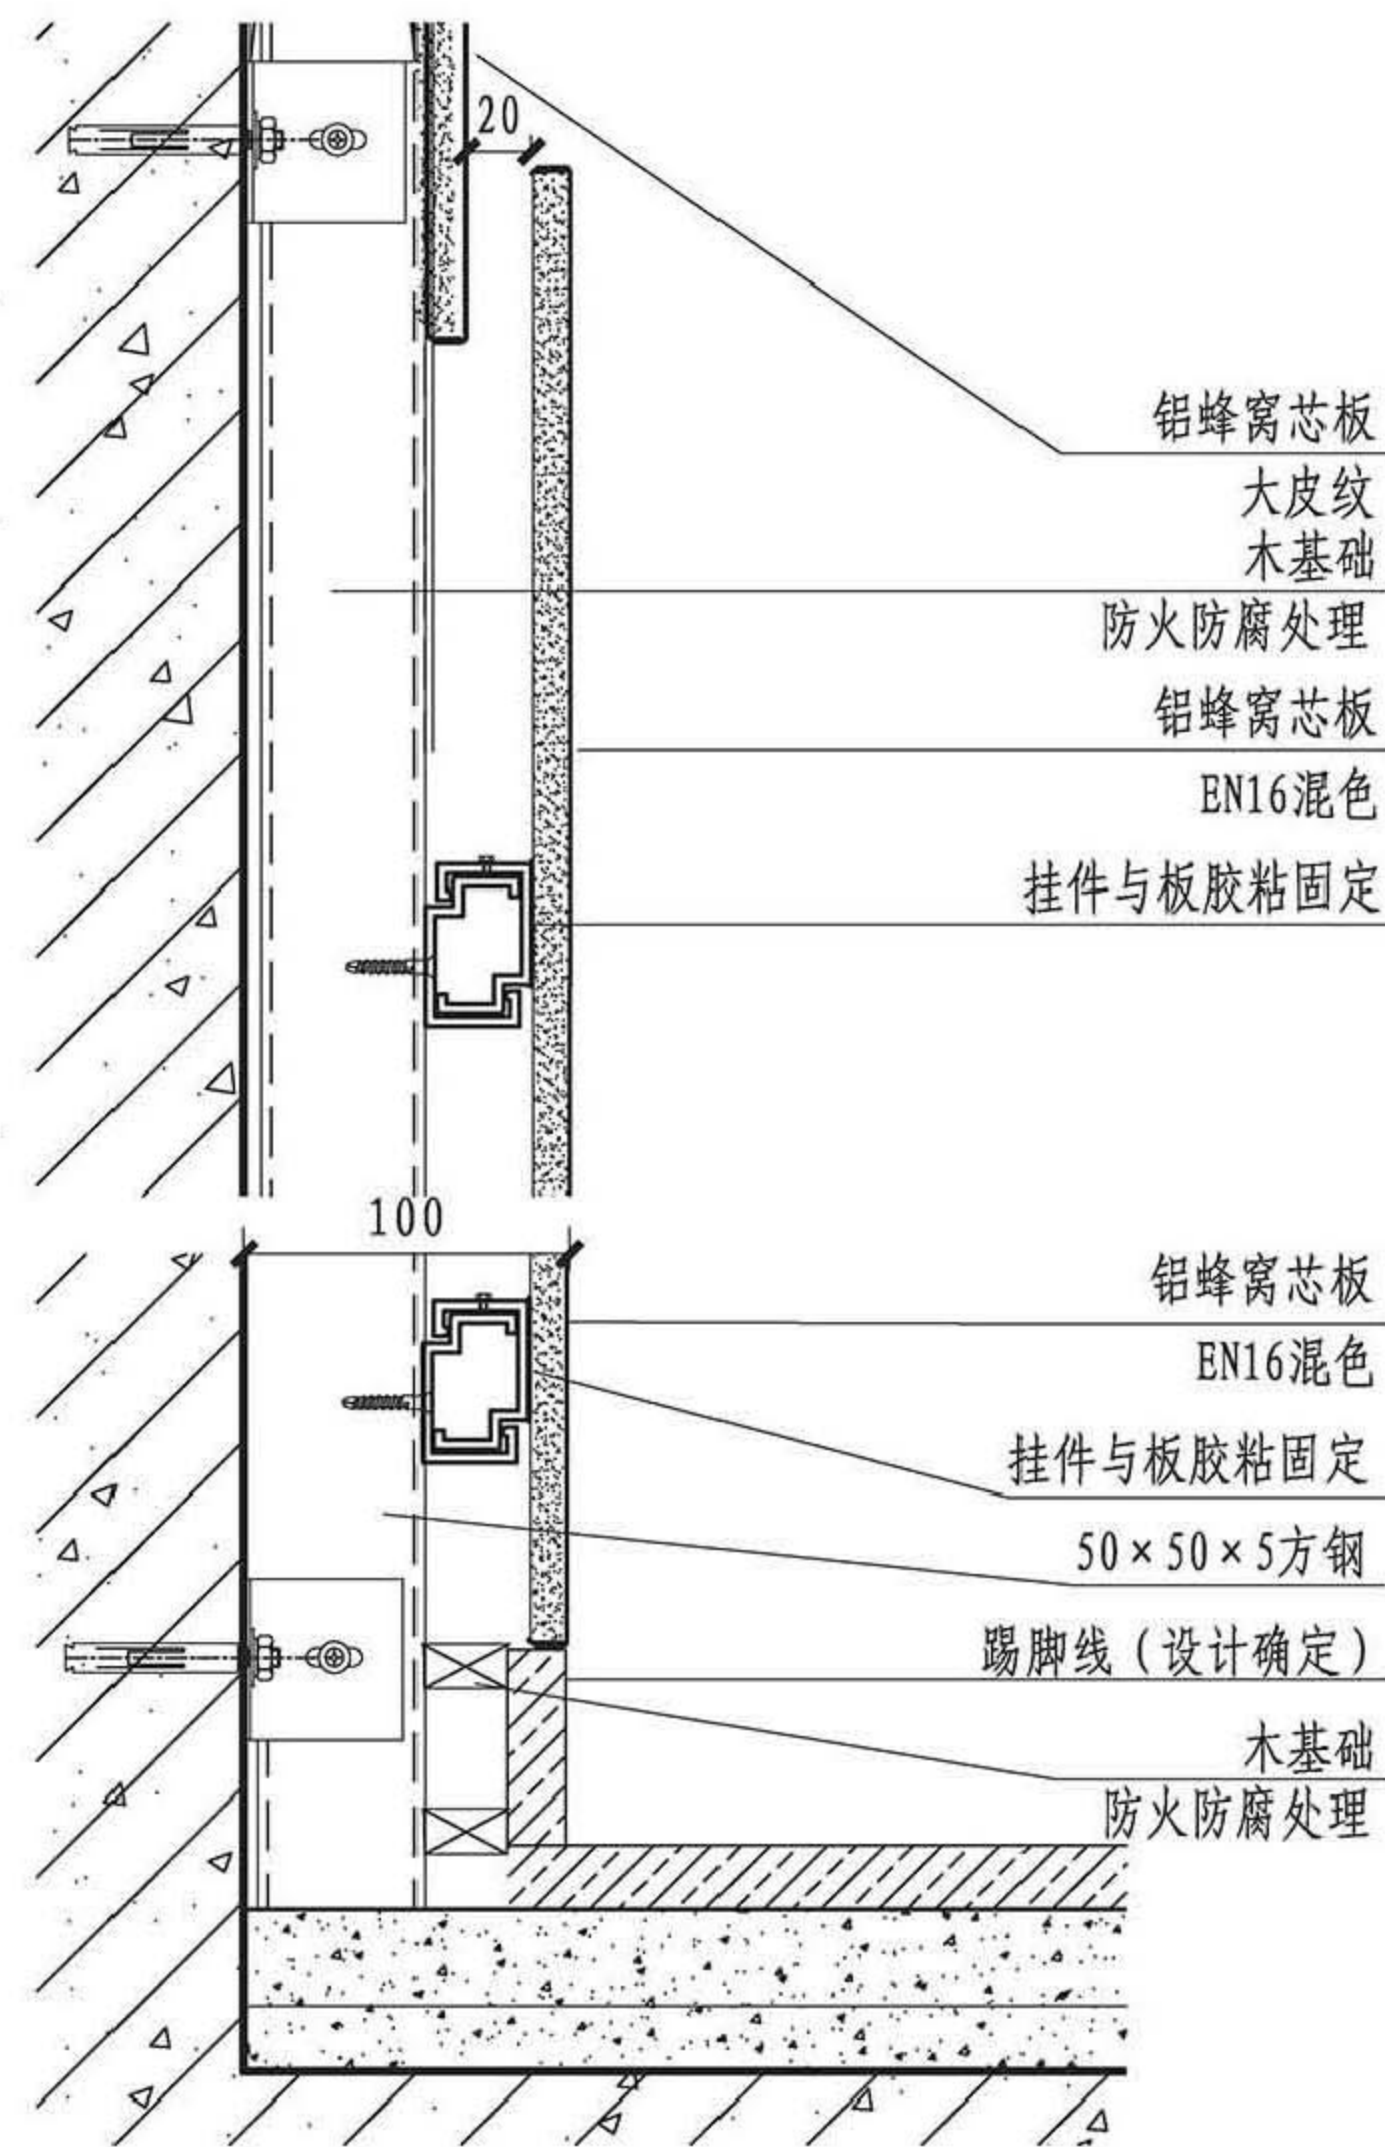 20
铝蜂窝芯板
大皮纹
木基础
防火防腐处理
铝蜂窝芯板
EN16混色
挂件与板胶粘固定
100
铝蜂窝芯板
EN16混色
挂件与板胶粘固定
50×50×5方钢
踢脚线（设计确定）
木基础
防火防腐处理